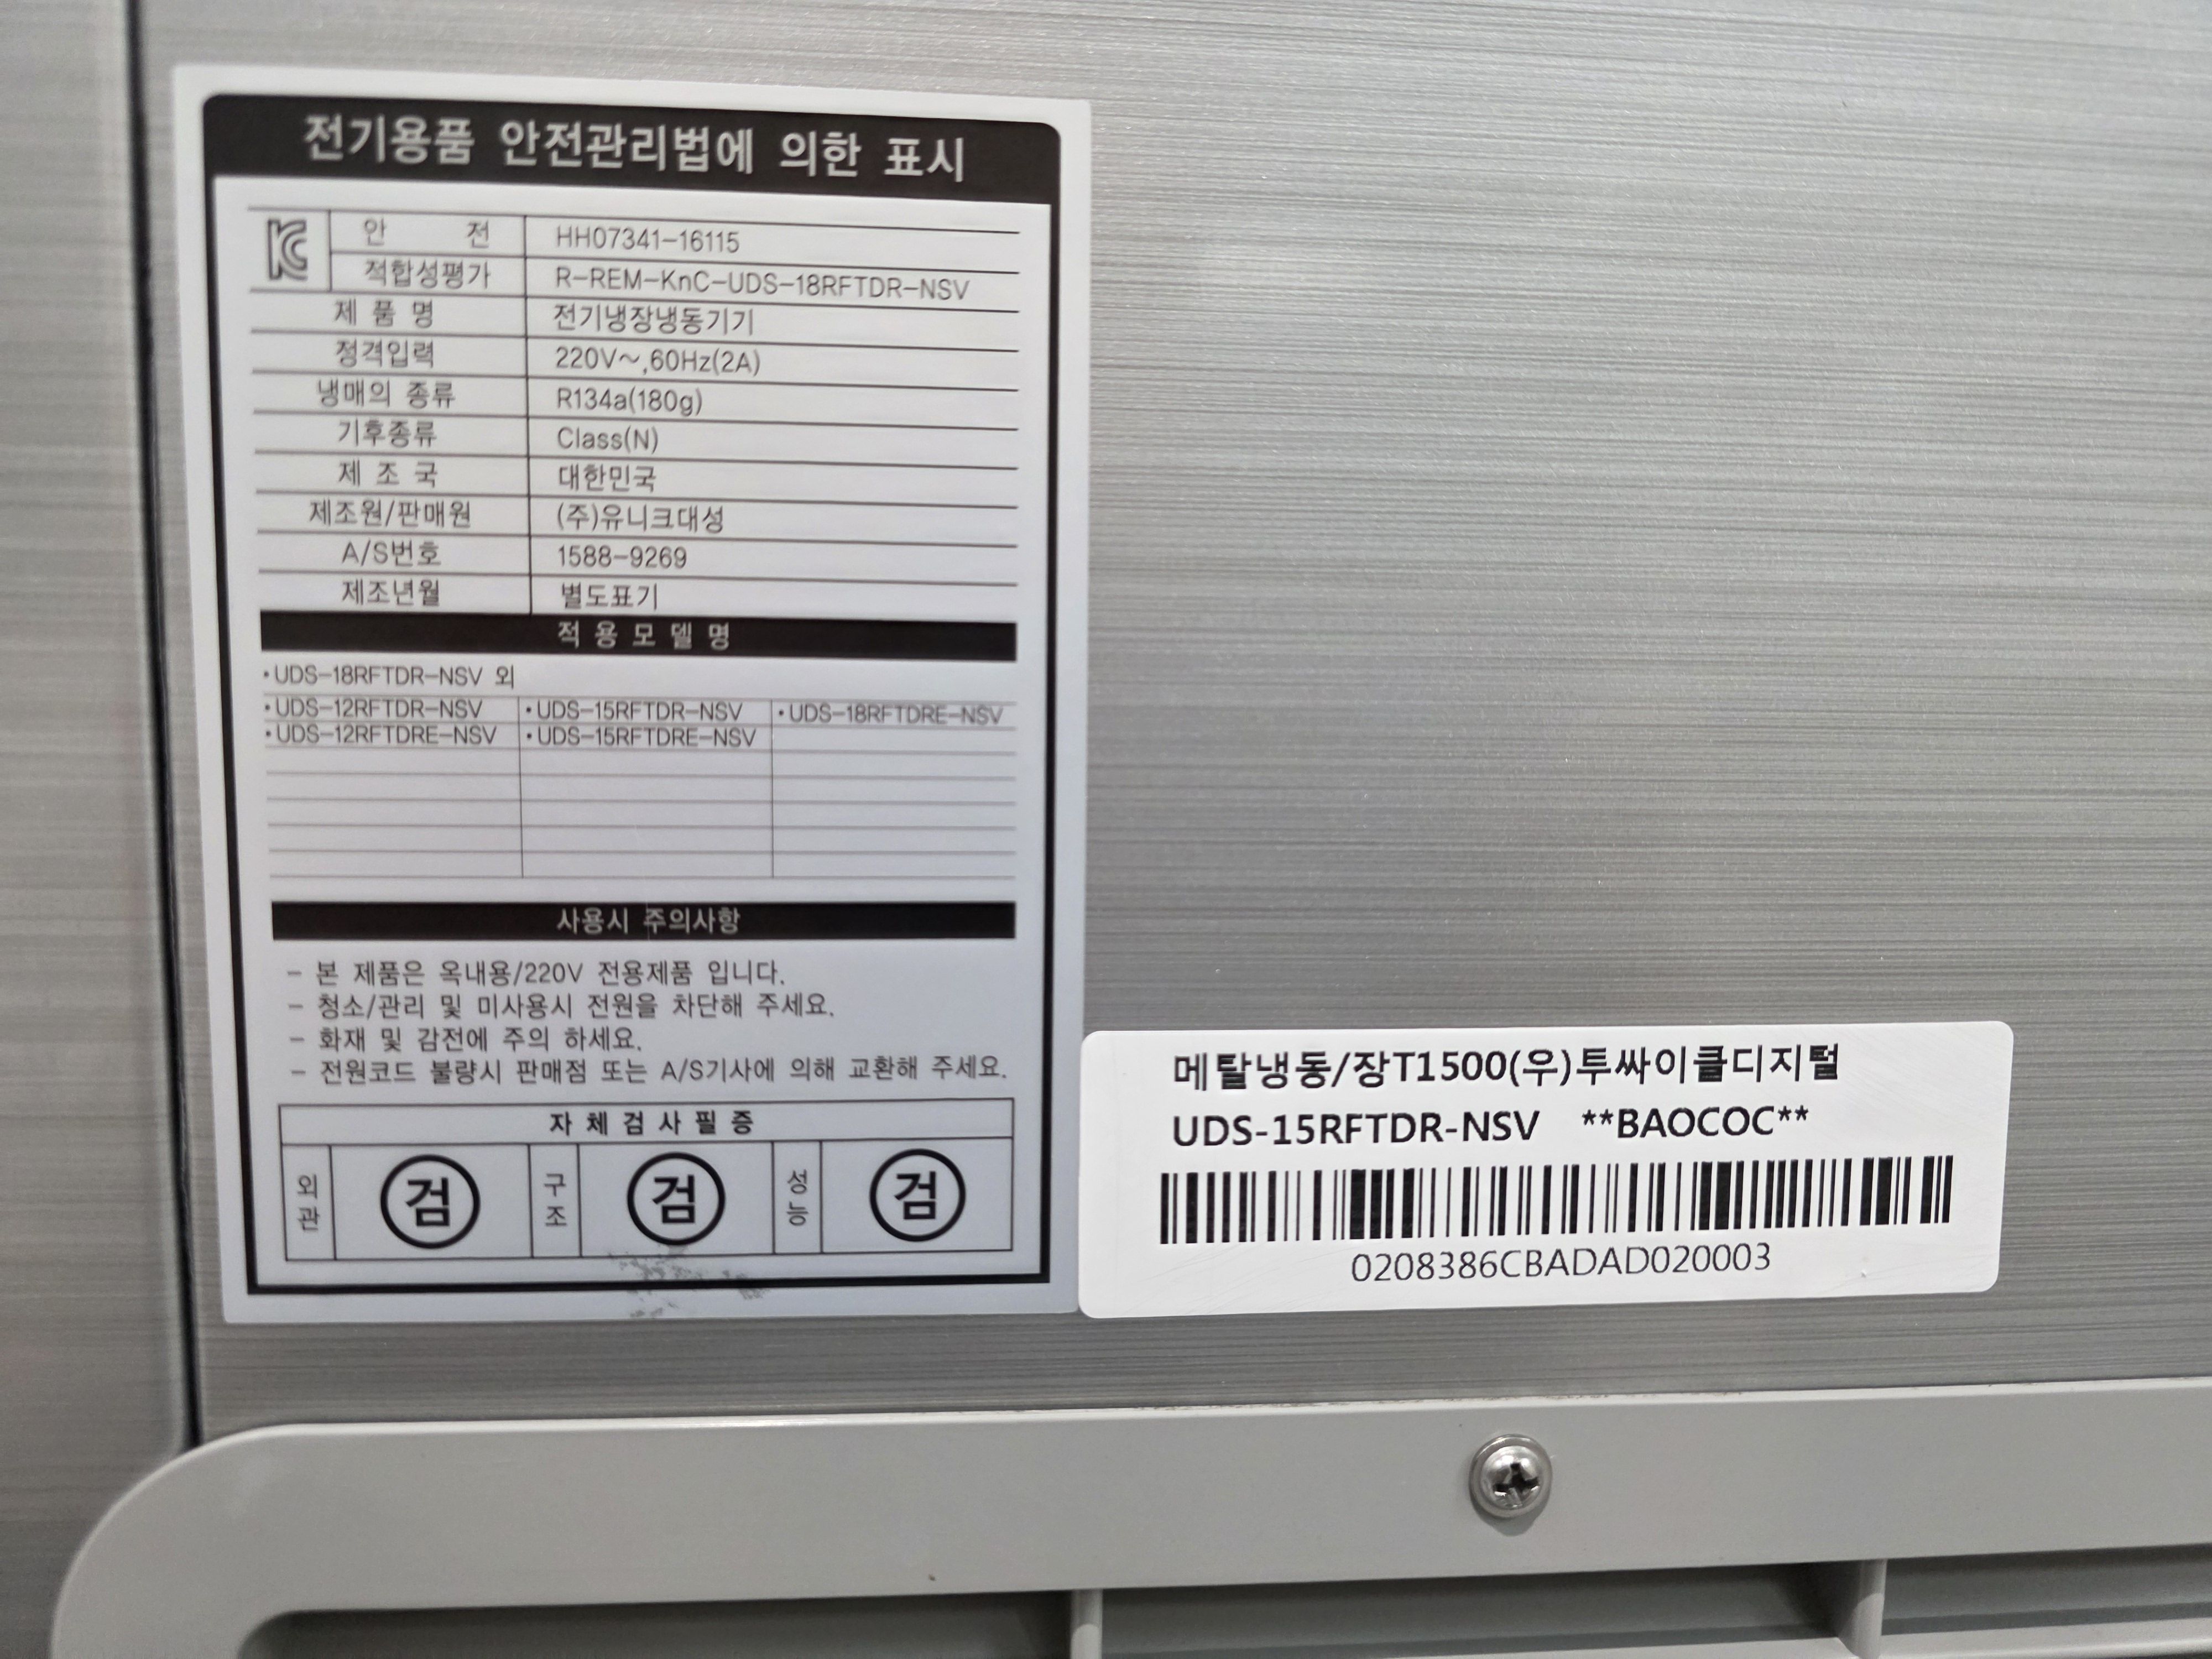 전기용품 안전관리법에 의한 표시
안 전 HH07341-16115
적합성평가 R-REM-KnC-UDS-18RFTDR-NSV
제 품 명 전기냉장냉동기기
정격입력 220V~,60Hz(2A)
냉매의 종류 R134a(180g)
기후종류 Class(N)
제 조 국 대한민국
제조원/판매원 (주)유니크대성
A/S번호 1588-9269
제조년월 별도표기
적 용 모 델 명
•UDS-18RFTDR-NSV 외
•UDS-12RFTDR-NSV •UDS-15RFTDR-NSV •UDS-18RFTDRE-NSV
•UDS-12RFTDRE-NSV •UDS-15RFTDRE-NSV
사용시 주의사항
- 본 제품은 옥내용/220V 전용제품 입니다.
- 청소/관리 및 미사용시 전원을 차단해 주세요.
- 화재 및 감전에 주의 하세요.
- 전원코드 불량시 판매점 또는 A/S기사에 의해 교환해 주세요.
자 체 검 사 필 증
외관 검 구조 검 성능 검
메탈냉동/장T1500(우)투싸이클디지털
UDS-15RFTDR-NSV **BAOCOC**
0208386CBADAD020003